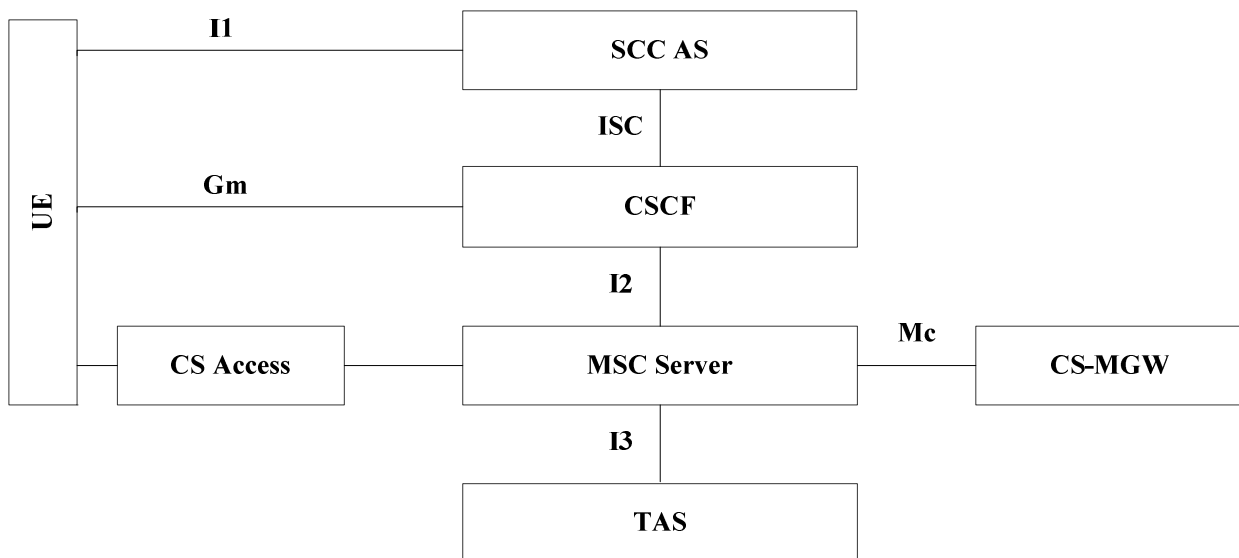 I1
SCC AS
ISC
Gm
CSCF
UE
I2
Mc
CS Access
MSC Server
CS-MGW
I3
TAS